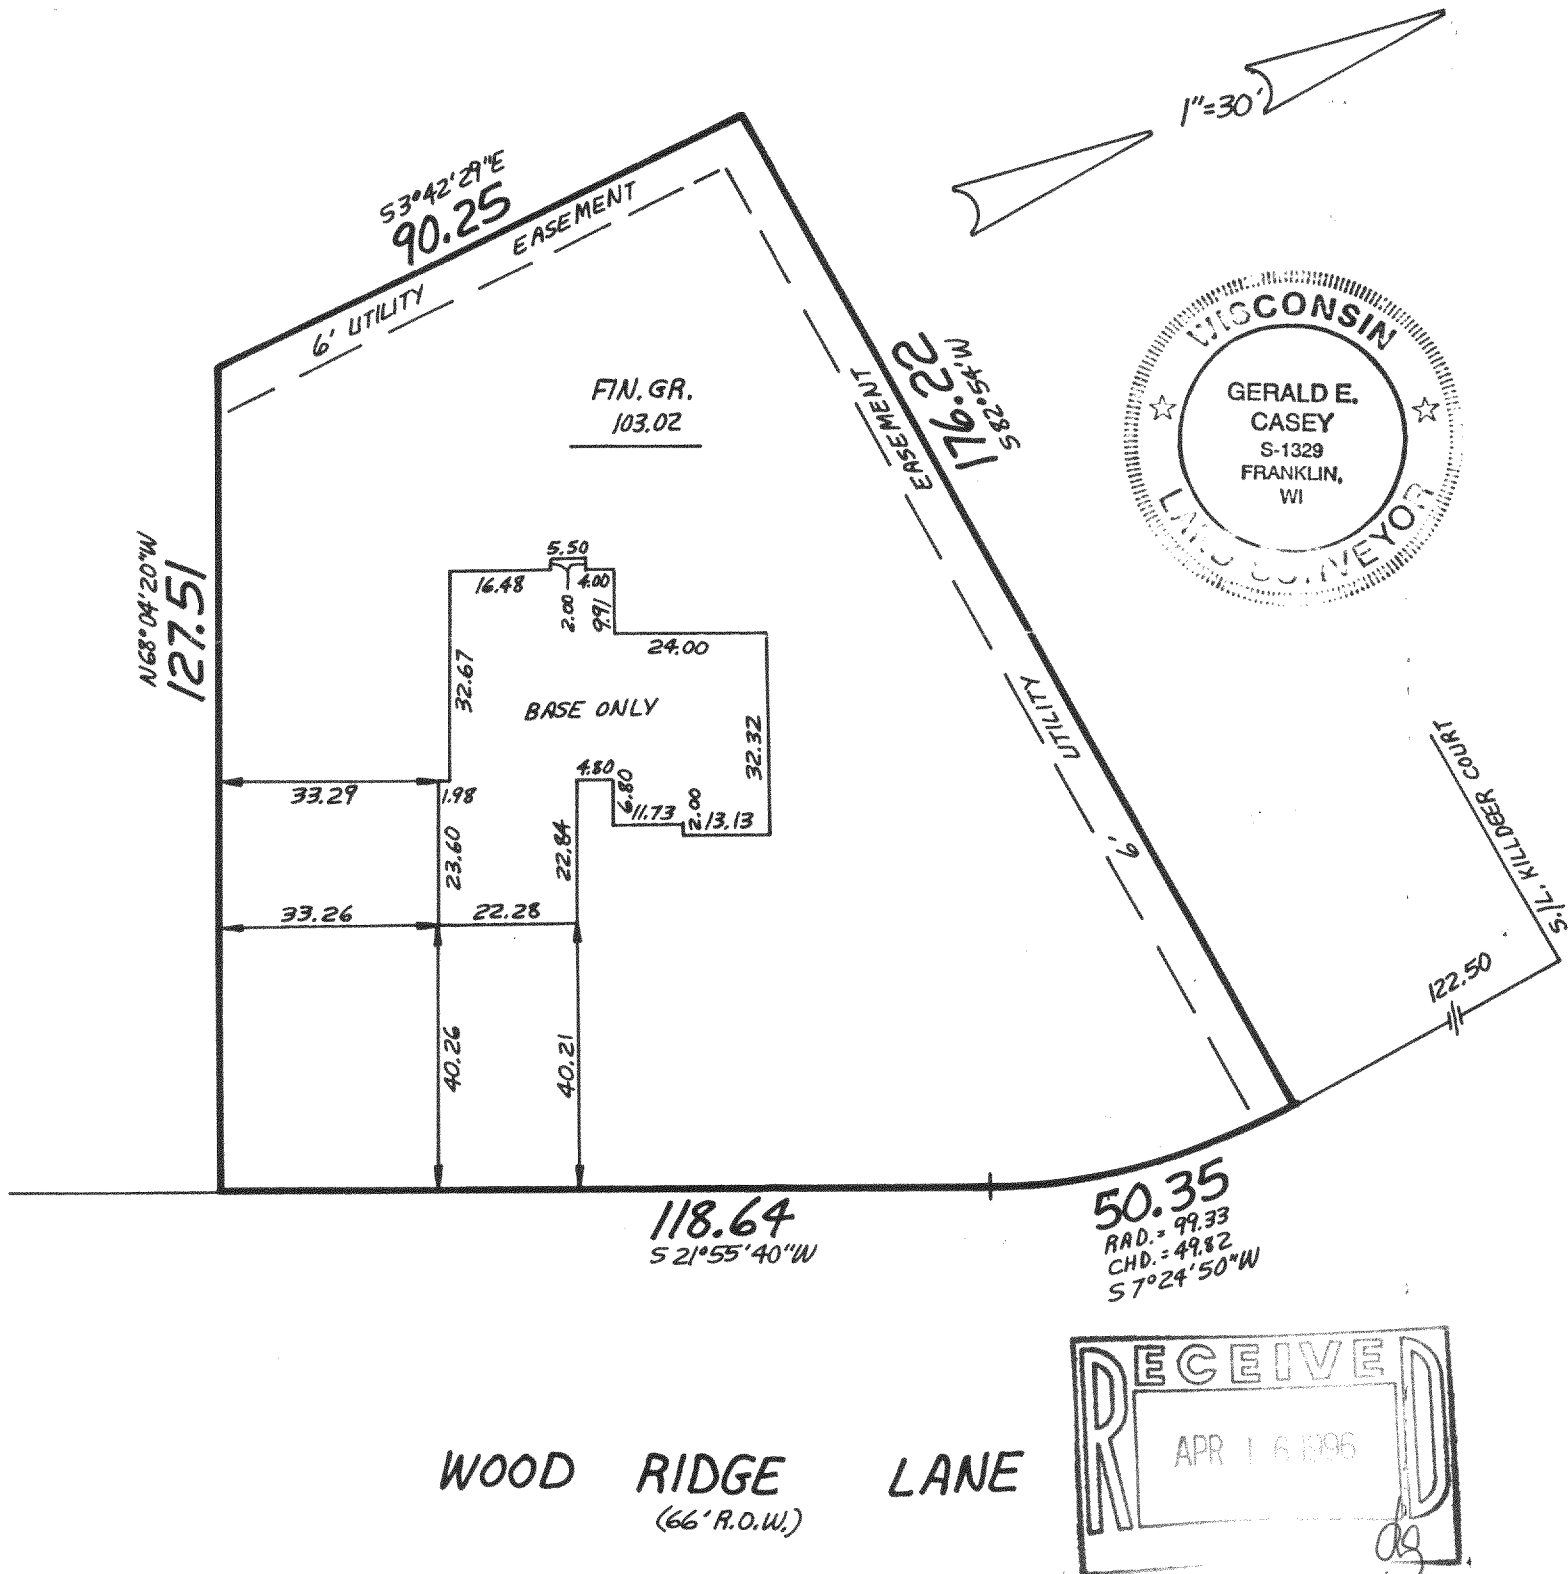 1"=30'
S3°42'29"E
90.25
6' UTILITY EASEMENT
WISCONSIN
GERALD E.
CASEY
S-1329
FRANKLIN,
WI
LAND SURVEYOR
176.22
S82°54'W
EASEMENT
UTILITY
6'
FIN. GR.
103.02
N68°04'20"W
127.51
5.50
16.48
4.00
2.00
9.91
24.00
32.67
BASE ONLY
32.32
4.80
6.80
11.73
2.00
13.13
33.29
1.98
23.60
22.84
33.26
22.28
40.26
40.21
S./L. KILLDEER COURT
122.50
118.64
S 21°55'40"W
50.35
RAD.= 99.33
CHD.= 49.82
S 7°24'50"W
WOOD RIDGE LANE
(66' R.O.W.)
RECEIVED
APR 16 1996